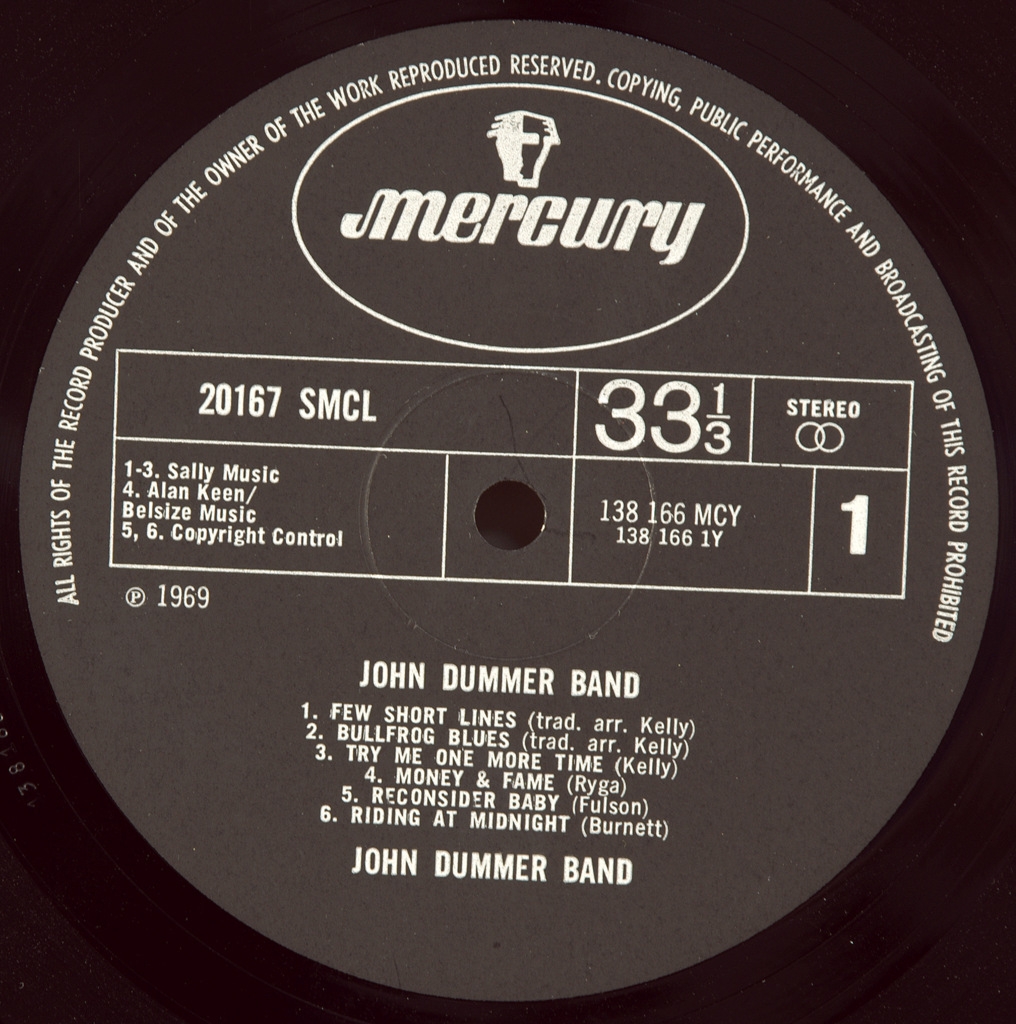 ALL RIGHTS OF THE RECORD PRODUCER AND OF THE OWNER OF THE WORK REPRODUCED RESERVED. COPYING, PUBLIC PERFORMANCE AND BROADCASTING OF THIS RECORD PROHIBITED
mercury
20167 SMCL
33 1/3
STEREO
1-3. Sally Music
4. Alan Keen/
Belsize Music
5, 6. Copyright Control
138 166 MCY
138 166 1Y
1
℗ 1969
JOHN DUMMER BAND
1. FEW SHORT LINES (trad. arr. Kelly)
2. BULLFROG BLUES (trad. arr. Kelly)
3. TRY ME ONE MORE TIME (Kelly)
4. MONEY & FAME (Ryga)
5. RECONSIDER BABY (Fulson)
6. RIDING AT MIDNIGHT (Burnett)
JOHN DUMMER BAND